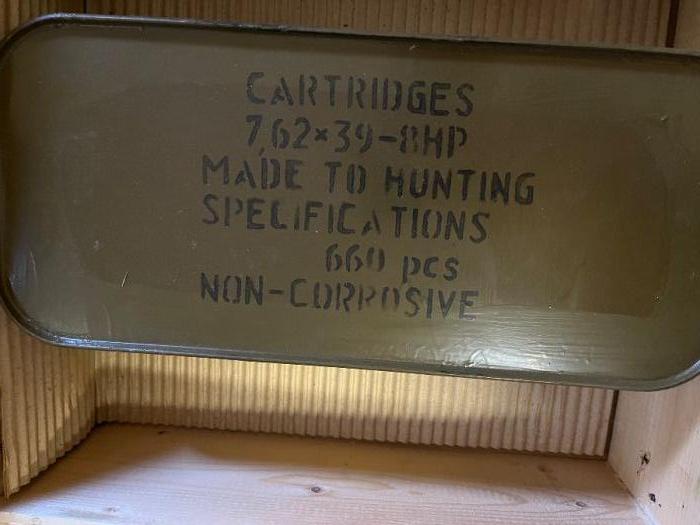 CARTRIDGES
7,62×39-8HP
MADE TO HUNTING
SPECIFICATIONS
660 pcs
NON-CORROSIVE